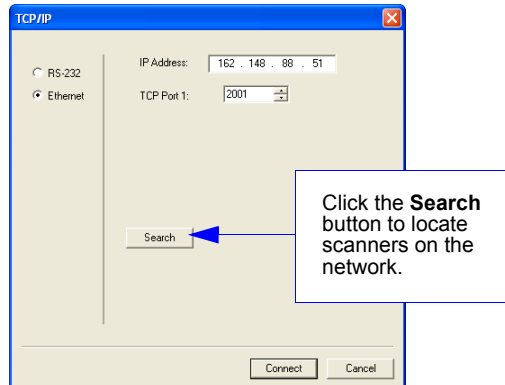 TCP/IP
RS-232
Ethernet
IP Address: 162 . 148 . 88 . 51
TCP Port 1: 2001
Click the Search
button to locate
scanners on the
network.
Search
Connect Cancel